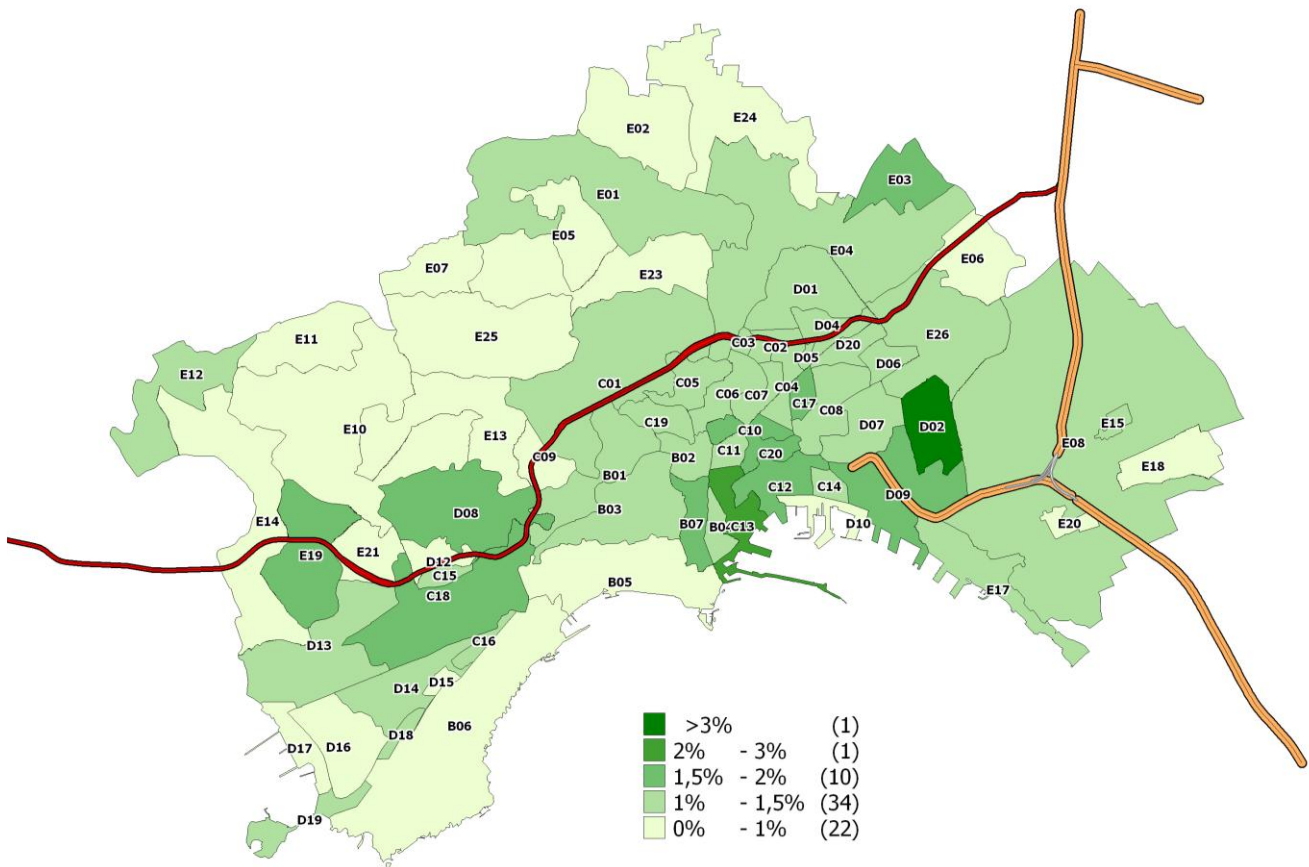 E02
E24
E03
E01
E05
E04
E06
E07
E23
D01
E25
D04
E11
C03
C02
D20
E26
D05
D06
E12
C01
C05
C06
C07
C04
C17
C08
D07
D02
E15
C19
C10
E10
E13
C11
C20
E08
C09
B02
E18
B01
C12
C14
D09
D08
B03
E14
B07
B04
C13
D10
E20
E19
E21
D12
C15
B05
C18
E17
D13
C16
D14
D15
B06
D18
D17
D16
D19
>3% (1)
2% - 3% (1)
1,5% - 2% (10)
1% - 1,5% (34)
0% - 1% (22)